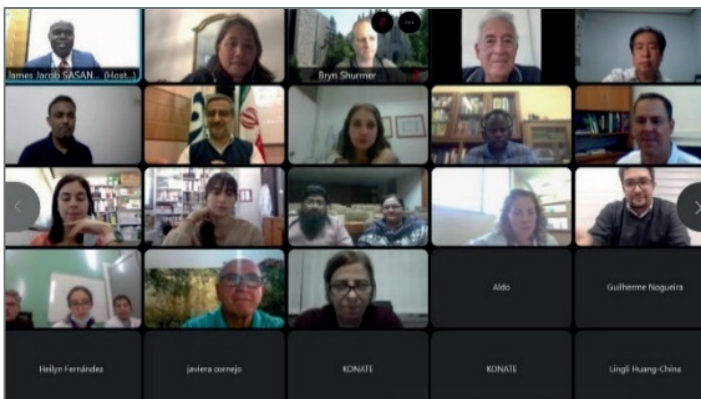 James Jacob SASAN... (Host...)
Bryn Shurmer
Aldo
Guilherme Nogueira
Heilyn Fernández
javiera cornejo
KONATE
KONATE
Lingli Huang-China